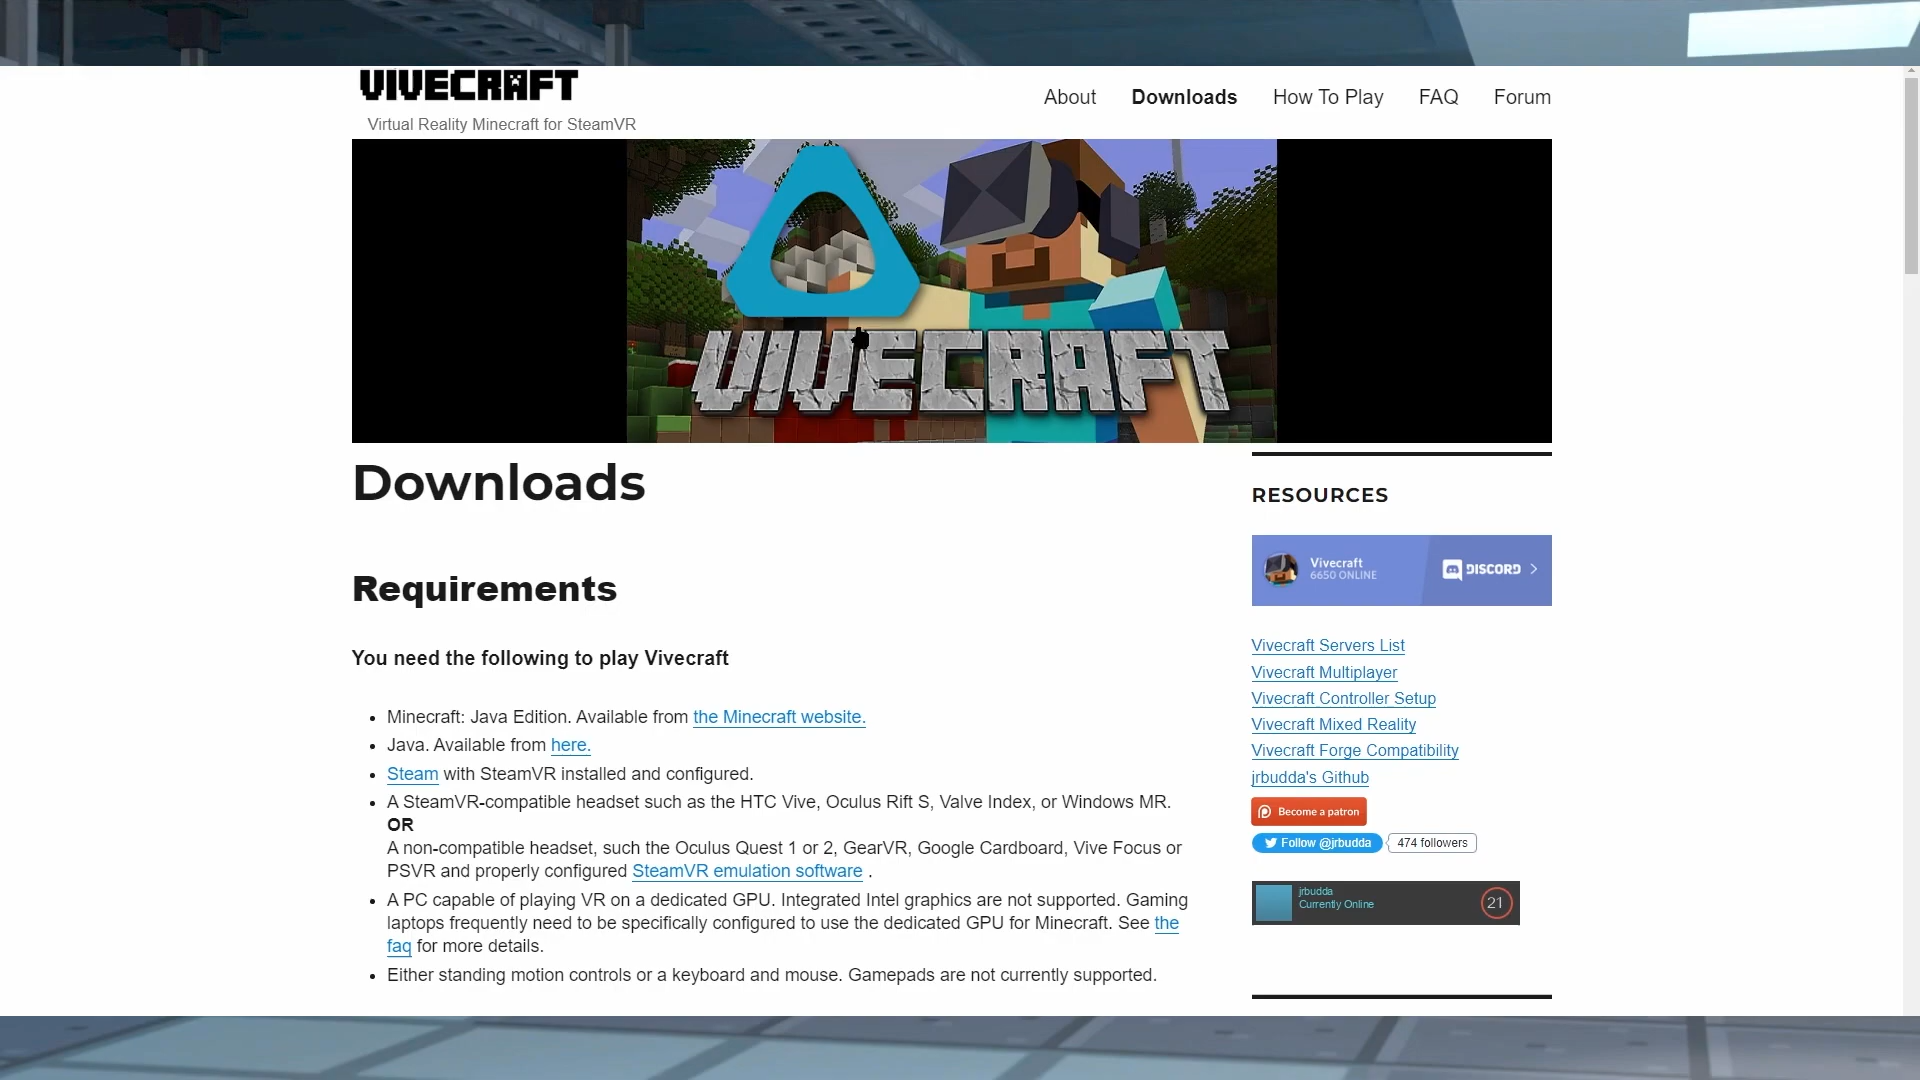 VIVECRAFT
Virtual Reality Minecraft for SteamVR
About Downloads How To Play FAQ Forum
VIVECRAFT
Downloads
Requirements
You need the following to play Vivecraft
Minecraft: Java Edition. Available from the Minecraft website.
Java. Available from here.
Steam with SteamVR installed and configured.
A SteamVR-compatible headset such as the HTC Vive, Oculus Rift S, Valve Index, or Windows MR.
OR
A non-compatible headset, such the Oculus Quest 1 or 2, GearVR, Google Cardboard, Vive Focus or
PSVR and properly configured SteamVR emulation software .
A PC capable of playing VR on a dedicated GPU. Integrated Intel graphics are not supported. Gaming
laptops frequently need to be specifically configured to use the dedicated GPU for Minecraft. See the
faq for more details.
Either standing motion controls or a keyboard and mouse. Gamepads are not currently supported.
RESOURCES
Vivecraft
6650 ONLINE
DISCORD
Vivecraft Servers List
Vivecraft Multiplayer
Vivecraft Controller Setup
Vivecraft Mixed Reality
Vivecraft Forge Compatibility
jrbudda's Github
Become a patron
Follow @jrbudda 474 followers
jrbudda
Currently Online
21